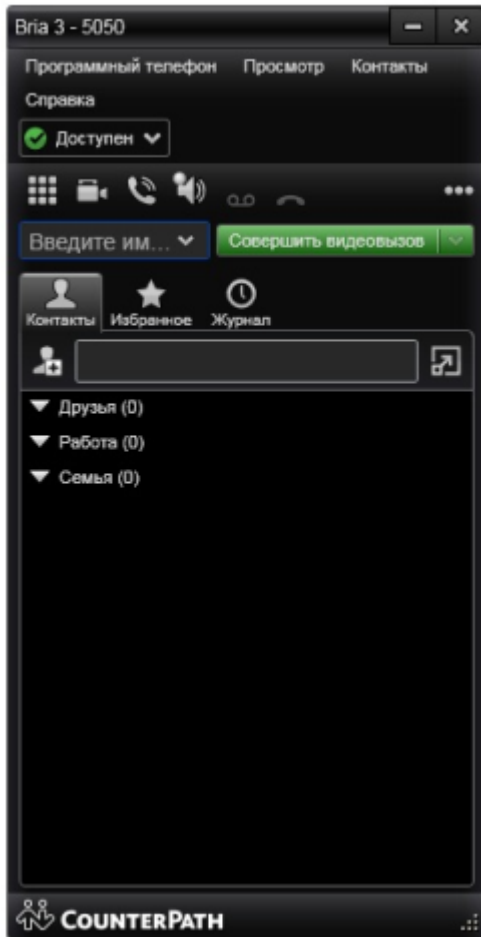 Bria 3 - 5050
Программный телефон Просмотр Контакты
Справка
Доступен
Введите им... Совершить видеовызов
Контакты Избранное Журнал
Друзья (0)
Работа (0)
Семья (0)
COUNTERPATH